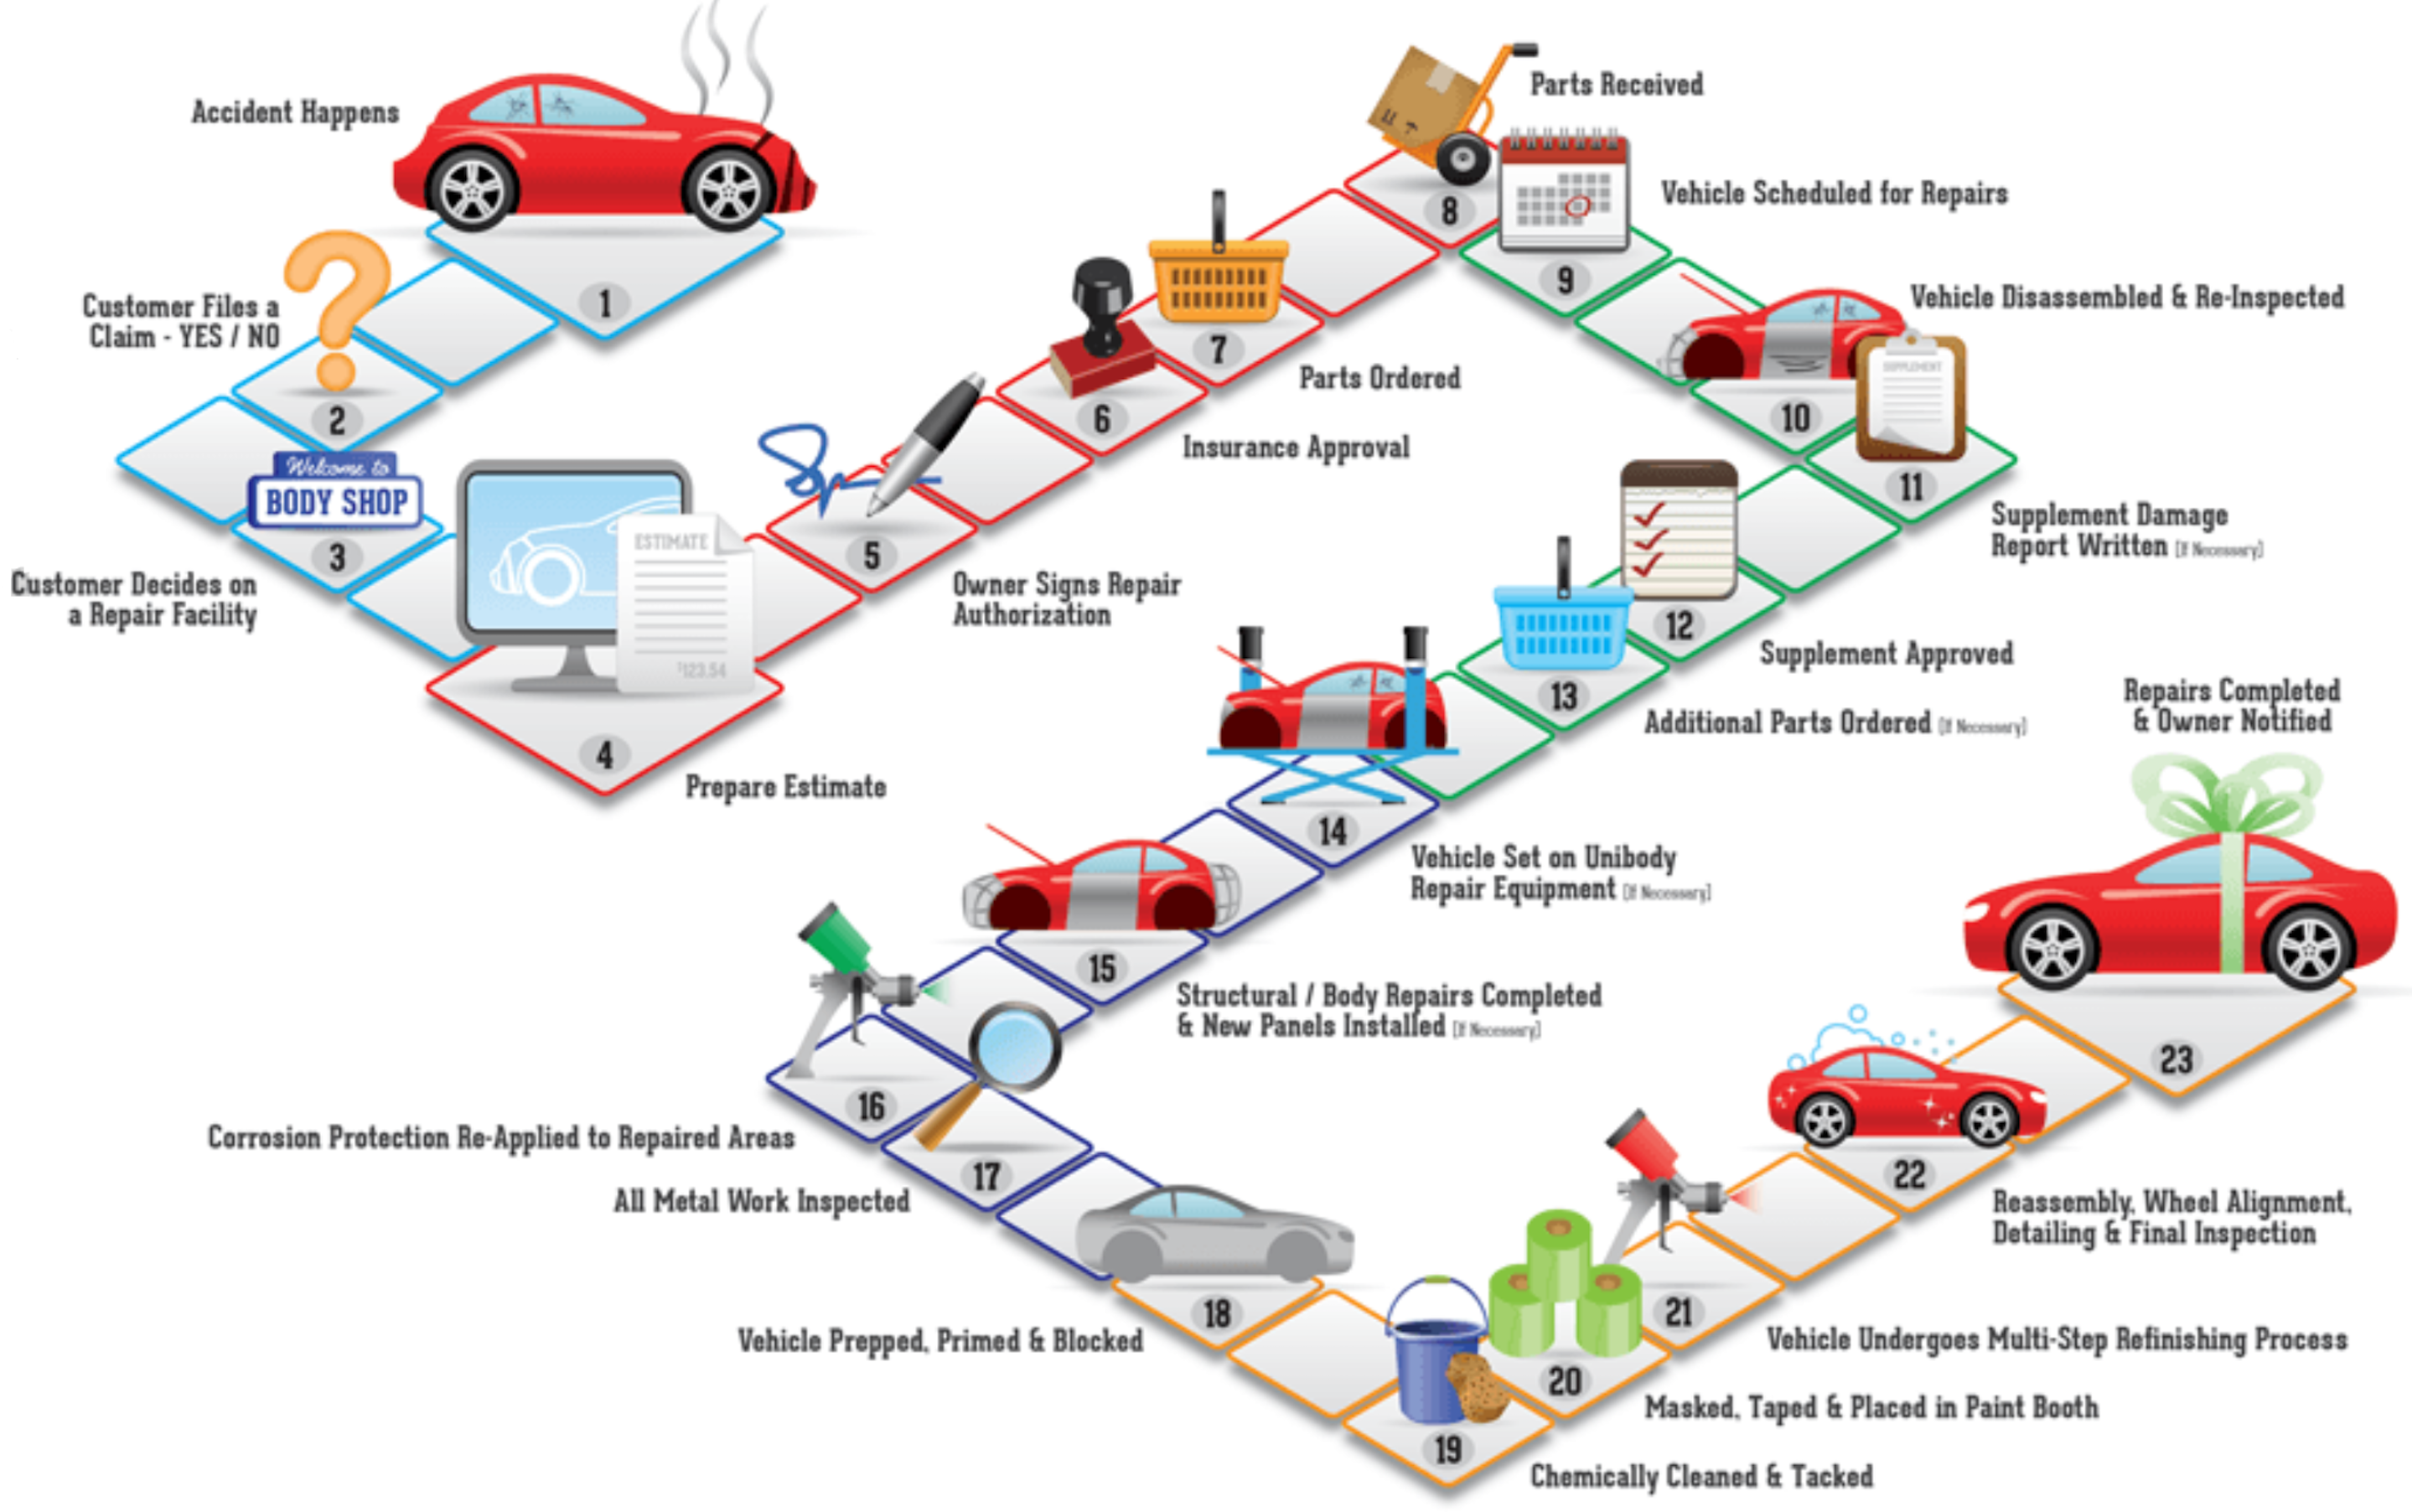 Accident Happens
1
Customer Files a
Claim - YES / NO
2
Welcome to
BODY SHOP
3
Customer Decides on
a Repair Facility
ESTIMATE
$123.54
4
Prepare Estimate
5
Owner Signs Repair
Authorization
6
Insurance Approval
7
Parts Ordered
Parts Received
8
Vehicle Scheduled for Repairs
9
Vehicle Disassembled & Re-Inspected
10
SUPPLEMENT
11
Supplement Damage
Report Written [If Necessary]
12
Supplement Approved
13
Additional Parts Ordered [If Necessary]
14
Vehicle Set on Unibody
Repair Equipment [If Necessary]
15
Structural / Body Repairs Completed
& New Panels Installed [If Necessary]
16
Corrosion Protection Re-Applied to Repaired Areas
17
All Metal Work Inspected
18
Vehicle Prepped, Primed & Blocked
19
Chemically Cleaned & Tacked
20
Masked, Taped & Placed in Paint Booth
21
Vehicle Undergoes Multi-Step Refinishing Process
22
Reassembly, Wheel Alignment,
Detailing & Final Inspection
Repairs Completed
& Owner Notified
23